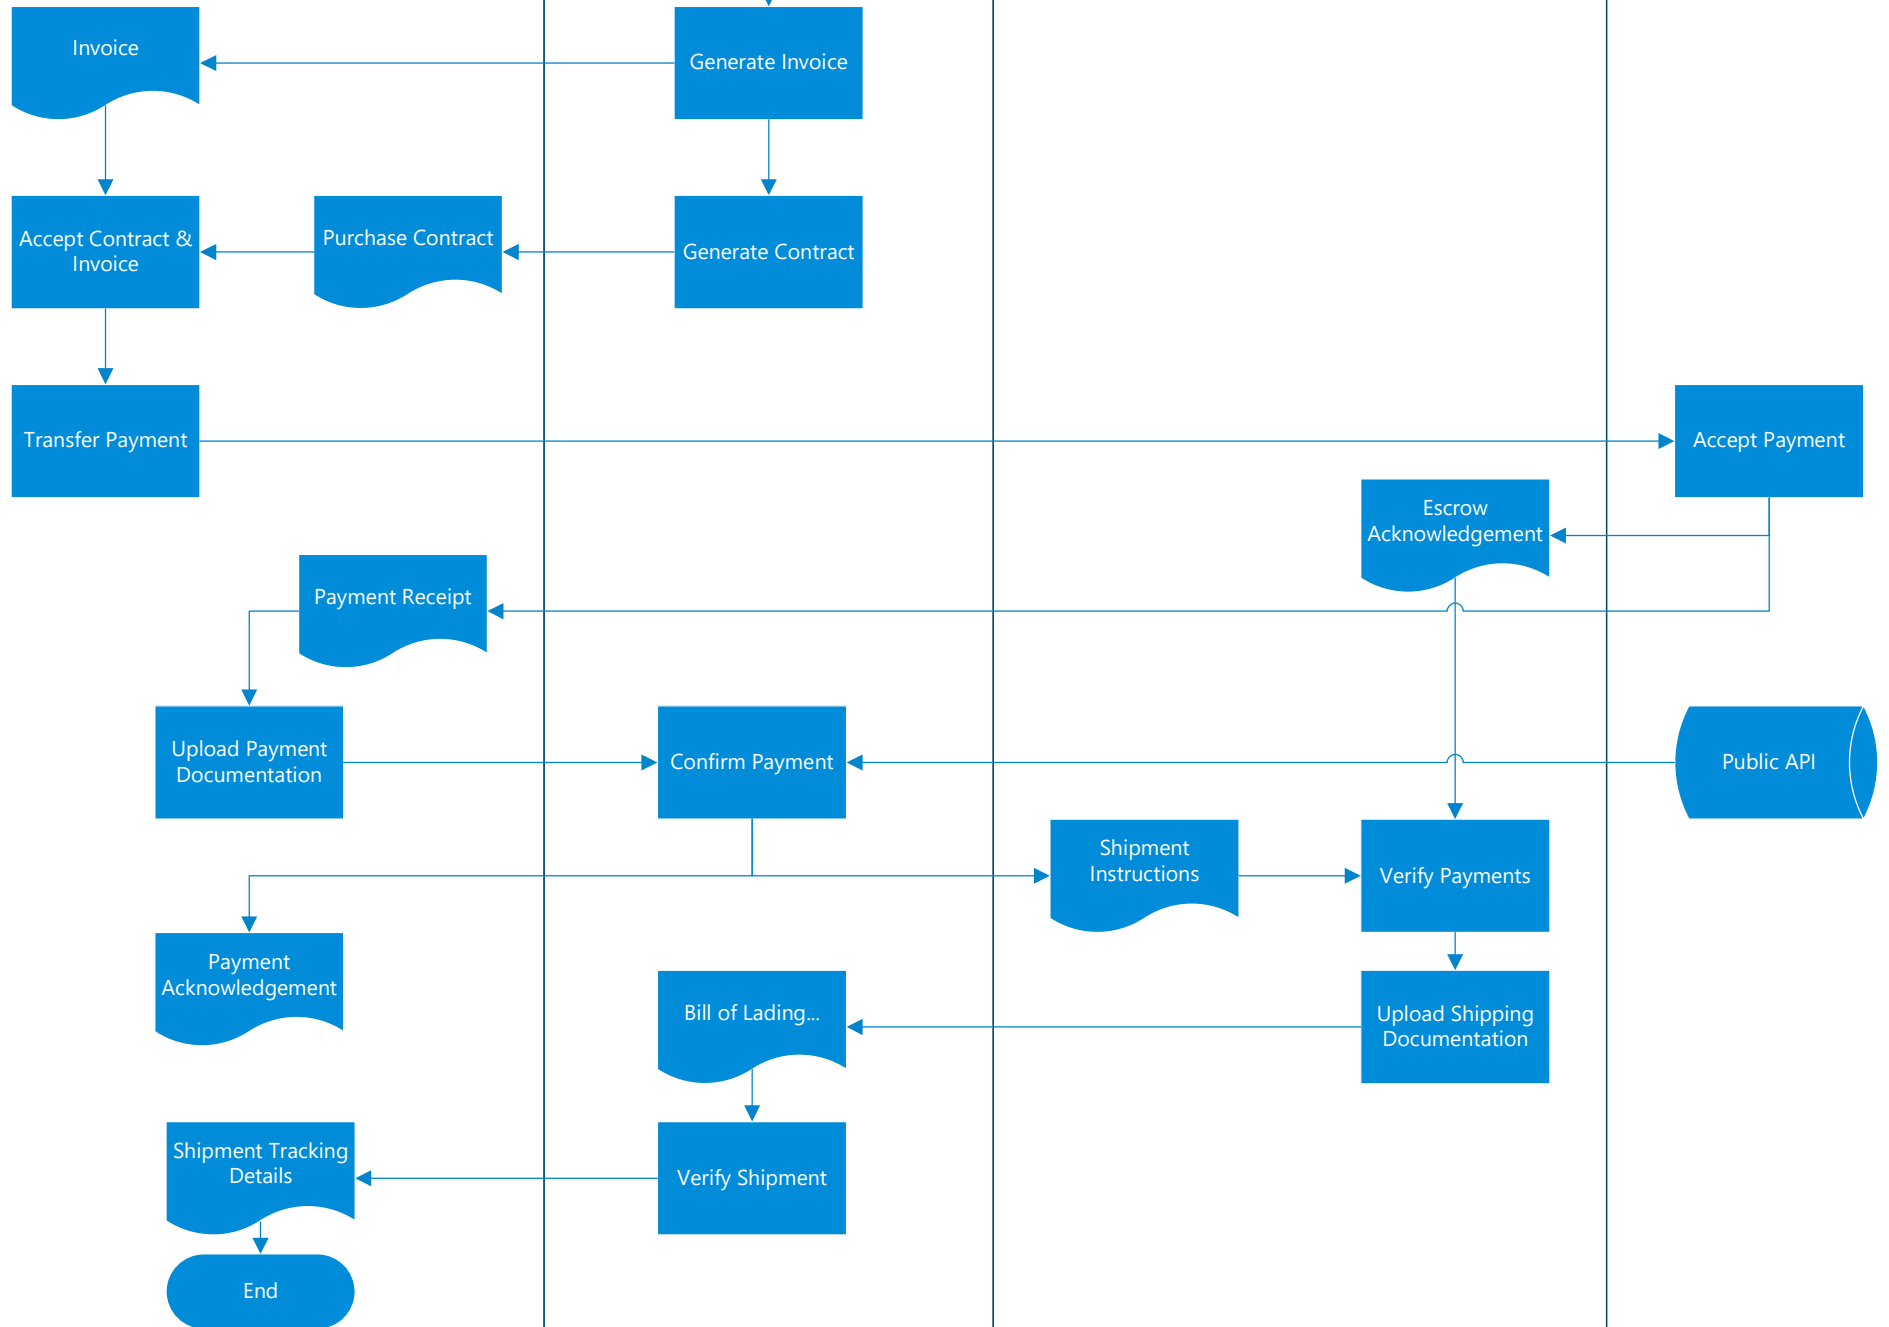 Invoice
Generate Invoice
Accept Contract &
Invoice
Purchase Contract
Generate Contract
Transfer Payment
Accept Payment
Escrow
Acknowledgement
Payment Receipt
Upload Payment
Documentation
Confirm Payment
Public API
Shipment
Instructions
Verify Payments
Payment
Acknowledgement
Bill of Lading...
Upload Shipping
Documentation
Shipment Tracking
Details
Verify Shipment
End